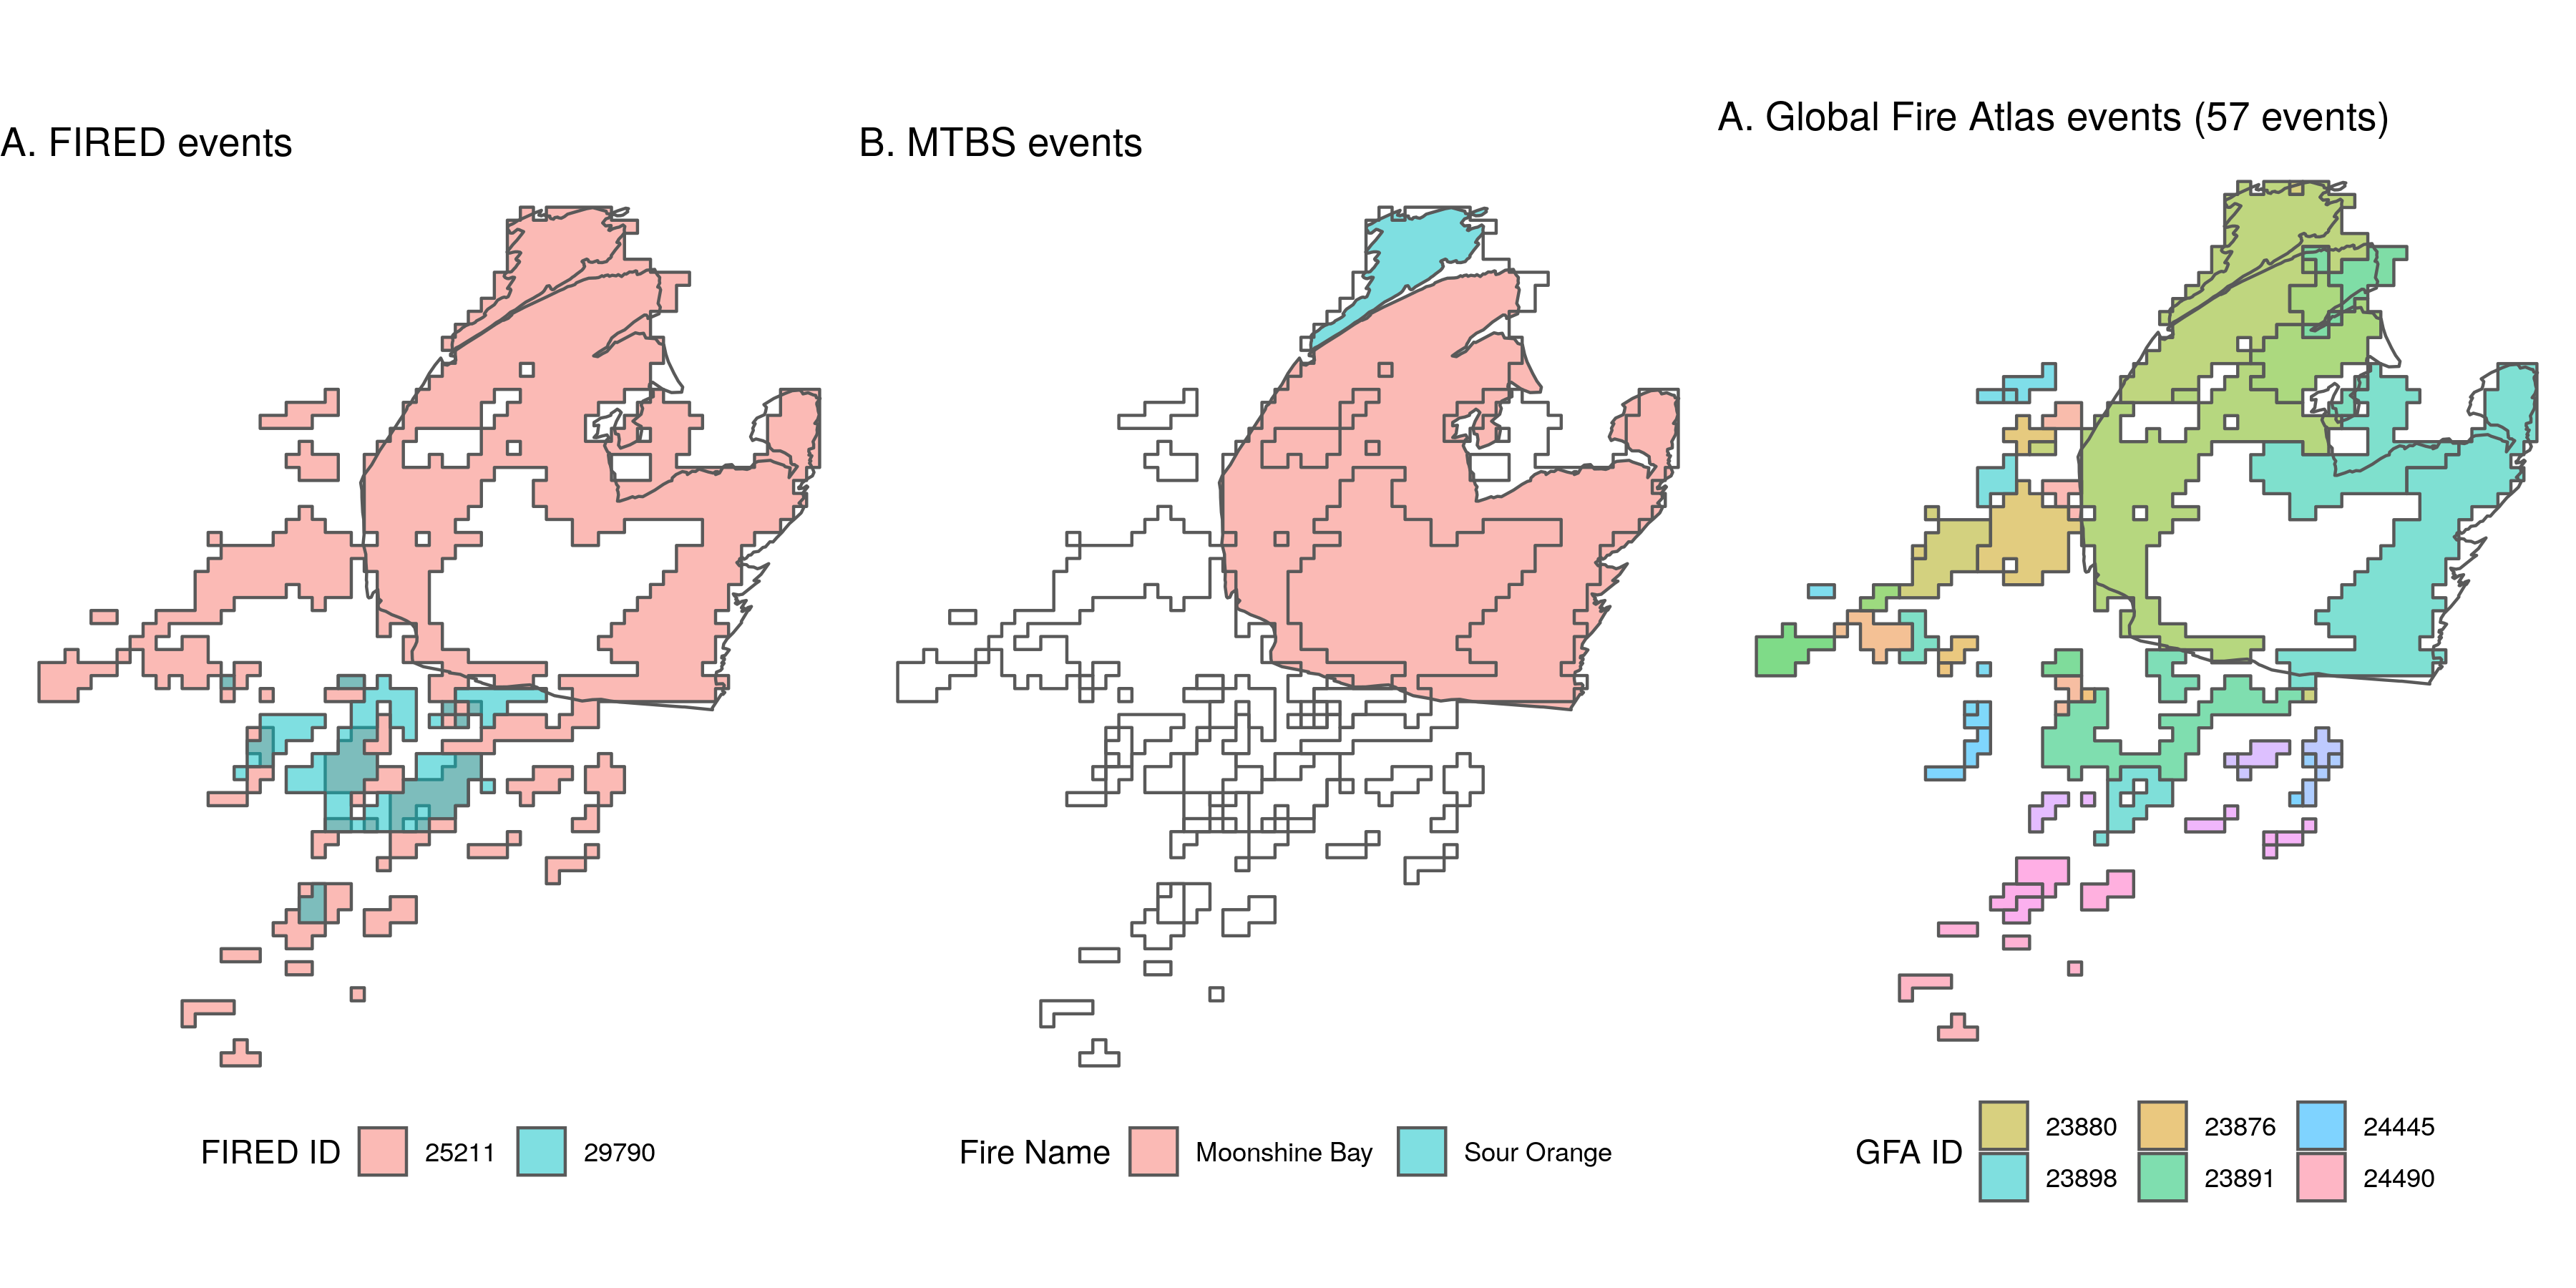 A. FIRED events
B. MTBS events
A. Global Fire Atlas events (57 events)
FIRED ID 25211 29790
Fire Name Moonshine Bay Sour Orange
GFA ID
23880 23876 24445
23898 23891 24490